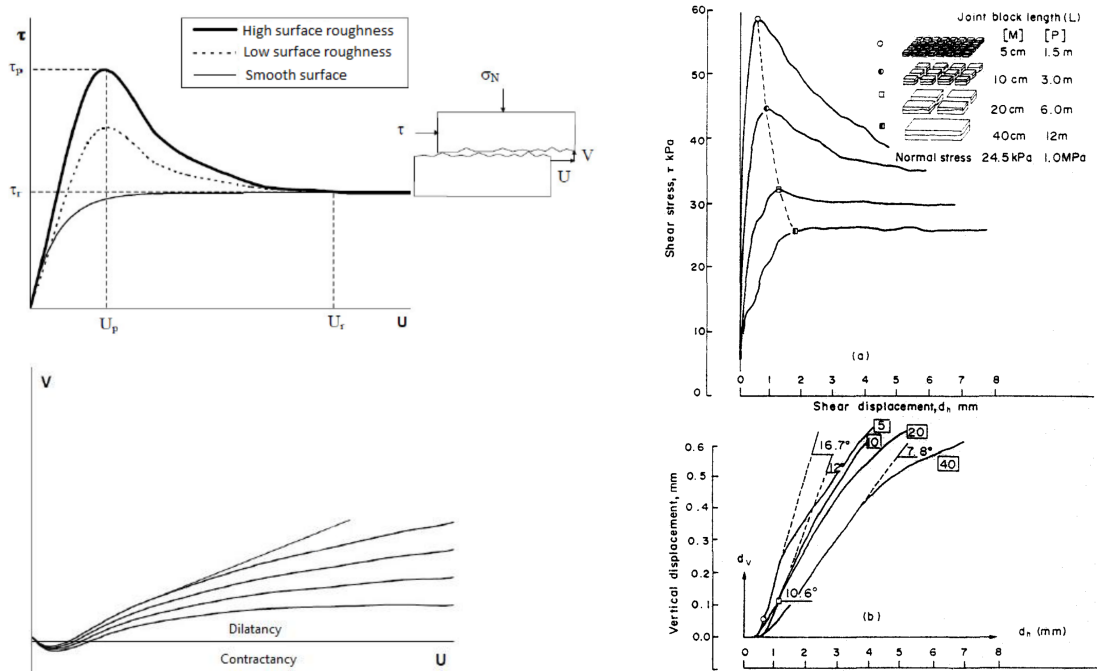 τ
High surface roughness
Low surface roughness
Smooth surface
τp
τr
σN
τ
V
U
Up
Ur
U
V
Dilatancy
Contractancy
U
60
50
40
30
20
10
0
Shear stress, τ kPa
Joint block length (L)
[M] [P]
5 cm 1.5 m
10 cm 3.0 m
20 cm 6.0 m
40cm 12m
Normal stress 24.5 kPa 1.0MPa
(a)
0 1 2 3 4 5 6 7 8
Shear displacement, dh mm
0.6
0.5
0.4
0.3
0.2
0.1
0.0
Vertical displacement, mm
16.7°
12°
5
10
20
7.8°
40
dv
10.6°
(b)
dh (mm)
0 1 2 3 4 5 6 7 8